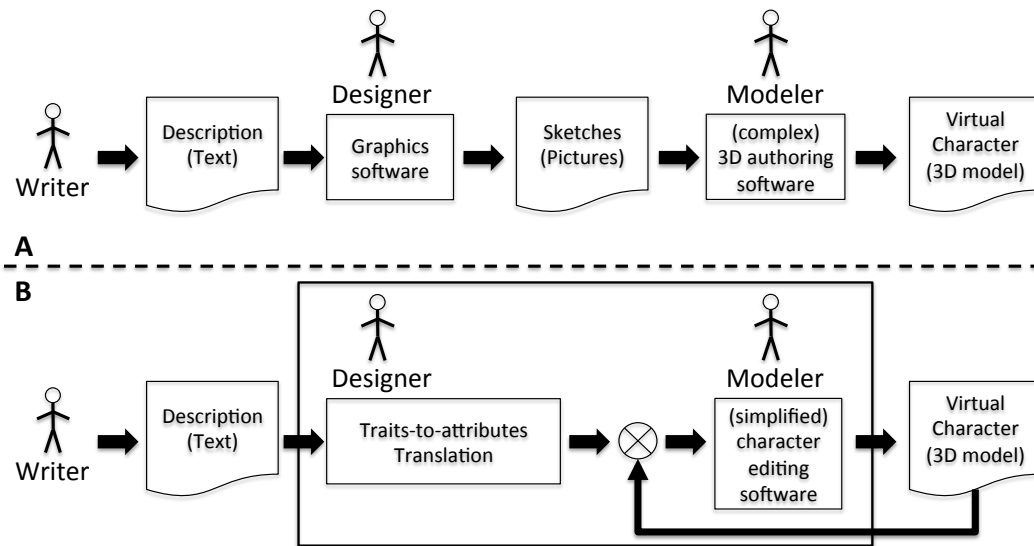 Designer
Modeler
Writer
Description
(Text)
Graphics
software
Sketches
(Pictures)
(complex)
3D authoring
software
Virtual
Character
(3D model)
A
B
Designer
Modeler
Writer
Description
(Text)
Traits-to-attributes
Translation
(simplified)
character
editing
software
Virtual
Character
(3D model)